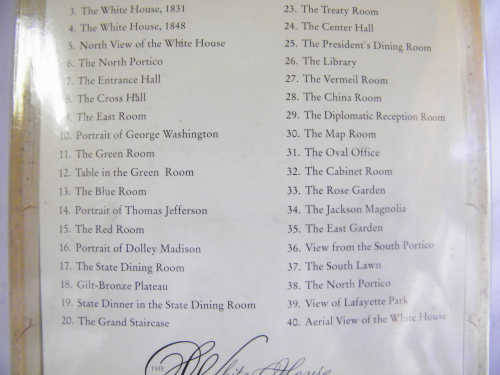 3. The White House, 1831
4. The White House, 1848
5. North View of the White House
6. The North Portico
7. The Entrance Hall
8. The Cross Hall
9. The East Room
10. Portrait of George Washington
11. The Green Room
12. Table in the Green Room
13. The Blue Room
14. Portrait of Thomas Jefferson
15. The Red Room
16. Portrait of Dolley Madison
17. The State Dining Room
18. Gilt-Bronze Plateau
19. State Dinner in the State Dining Room
20. The Grand Staircase
23. The Treaty Room
24. The Center Hall
25. The President's Dining Room
26. The Library
27. The Vermeil Room
28. The China Room
29. The Diplomatic Reception Room
30. The Map Room
31. The Oval Office
32. The Cabinet Room
33. The Rose Garden
34. The Jackson Magnolia
35. The East Garden
36. View from the South Portico
37. The South Lawn
38. The North Portico
39. View of Lafayette Park
40. Aerial View of the White House
THE White House